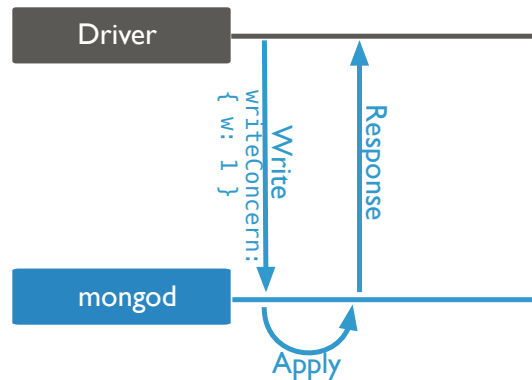 Driver
Write
writeConcern:
{ w: 1 }
Response
mongod
Apply